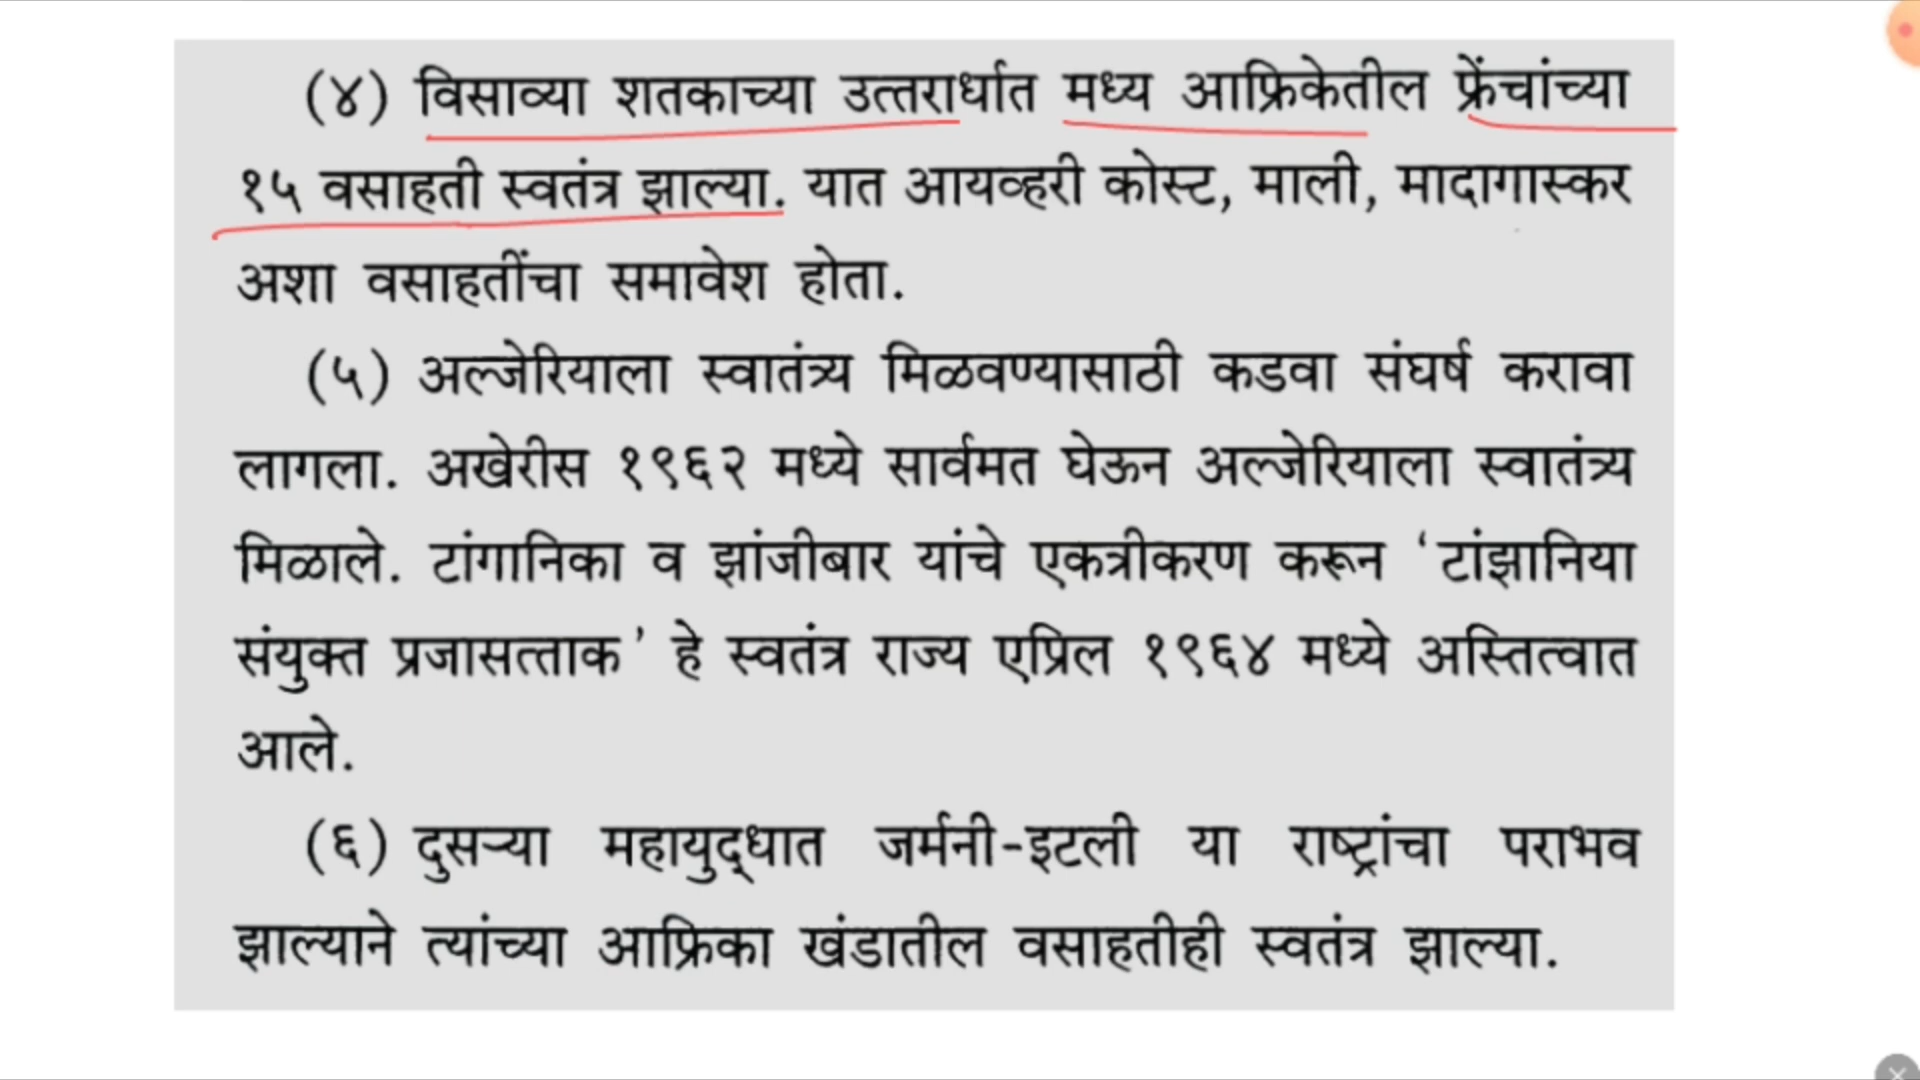 (४) विसाव्या शतकाच्या उत्तरार्धात मध्य आफ्रिकेतील फ्रेंचांच्या
१५ वसाहती स्वतंत्र झाल्या. यात आयव्हरी कोस्ट, माली, मादागास्कर
अशा वसाहतींचा समावेश होता.
(५) अल्जेरियाला स्वातंत्र्य मिळवण्यासाठी कडवा संघर्ष करावा
लागला. अखेरीस १९६२ मध्ये सार्वमत घेऊन अल्जेरियाला स्वातंत्र्य
मिळाले. टांगानिका व झांजीबार यांचे एकत्रीकरण करून ‘टांझानिया
संयुक्त प्रजासत्ताक’ हे स्वतंत्र राज्य एप्रिल १९६४ मध्ये अस्तित्वात
आले.
(६) दुसऱ्या महायुद्धात जर्मनी-इटली या राष्ट्रांचा पराभव
झाल्याने त्यांच्या आफ्रिका खंडातील वसाहतीही स्वतंत्र झाल्या.